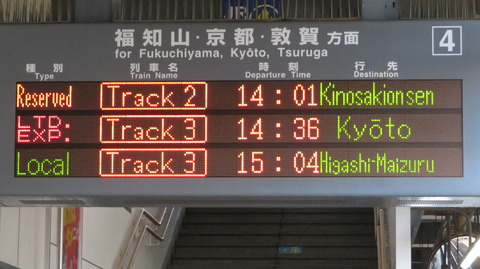 福知山・京都・敦賀 方面
for Fukuchiyama, Kyôto, Tsuruga
4
種別 列車名 時刻 行先
Type Train Name Departure Time Destination
Reserved Track 2 14:01 Kinosakionsen
LTD. EXP. Track 3 14:36 Kyōto
Local Track 3 15:04 Higashi-Maizuru